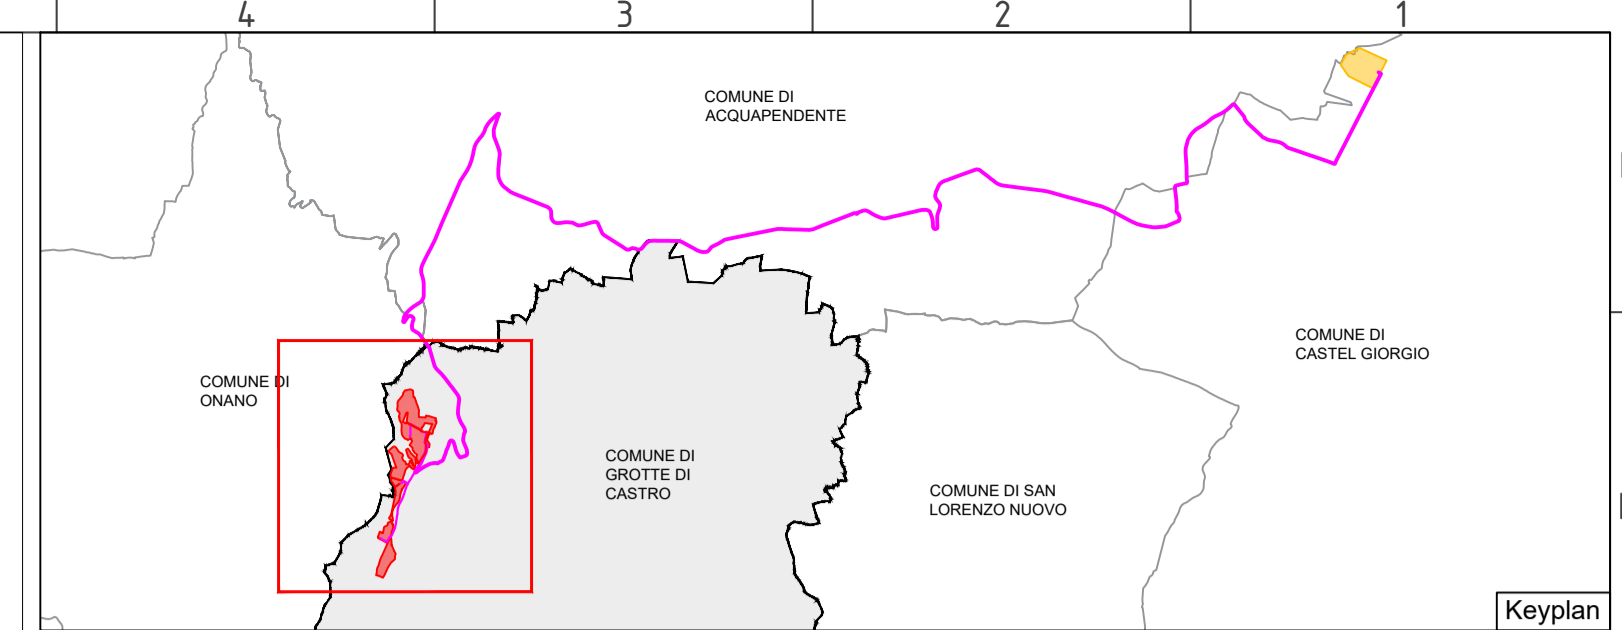 4 3 2 1
COMUNE DI
ACQUAPENDENTE
COMUNE DI
CASTEL GIORGIO
COMUNE DI
ONANO
COMUNE DI
GROTTE DI
CASTRO
COMUNE DI SAN
LORENZO NUOVO
Keyplan